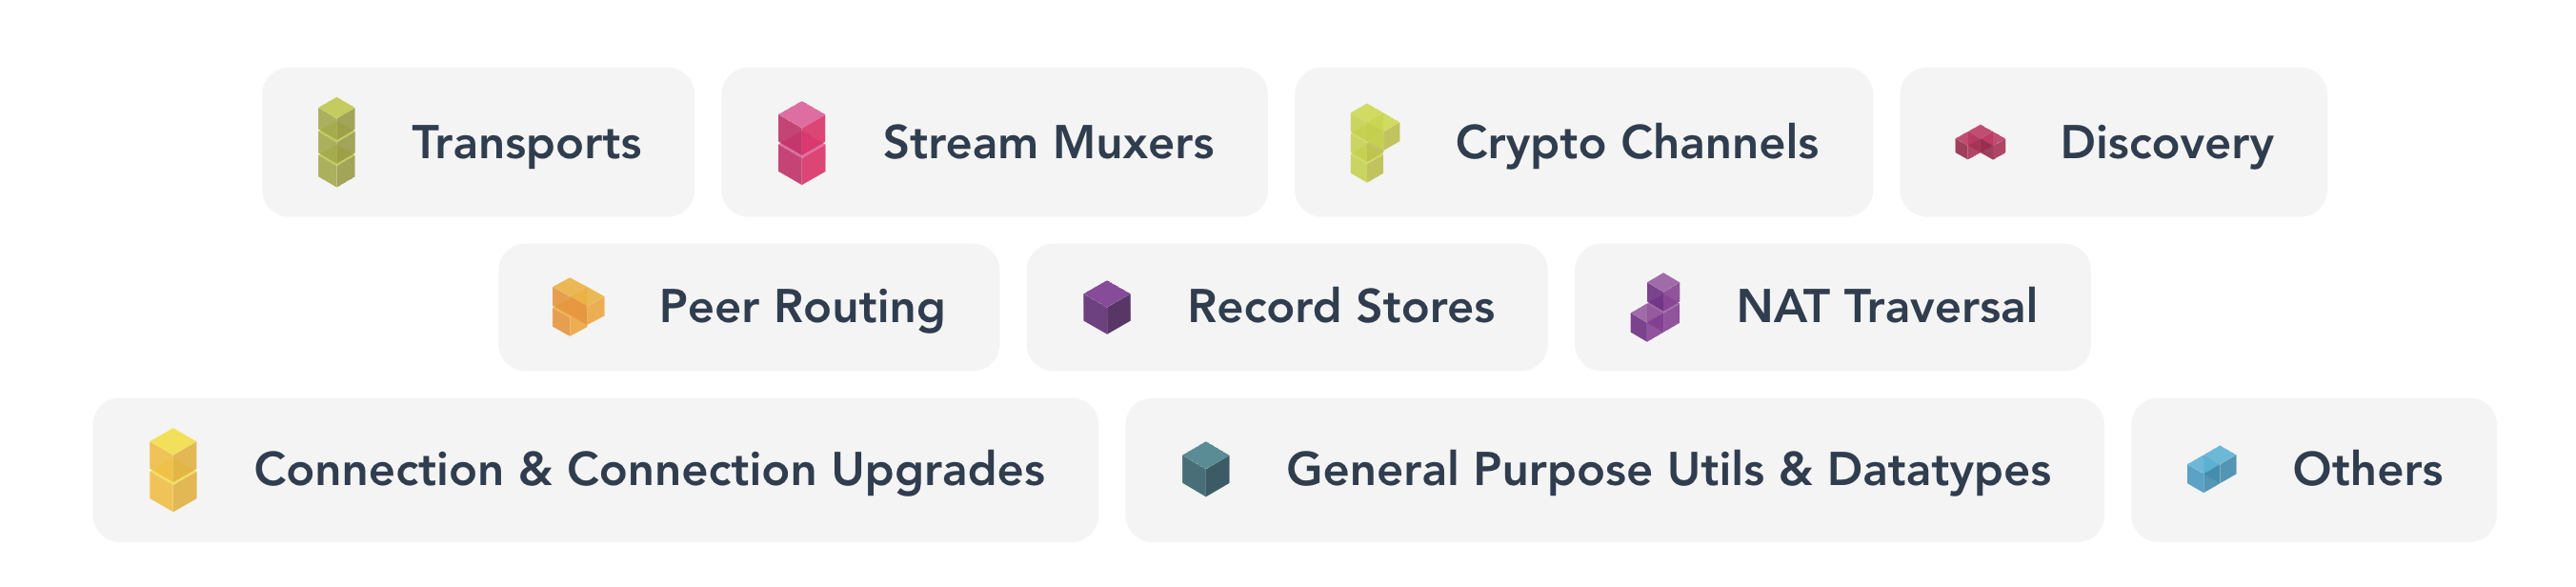 Transports
Stream Muxers
Crypto Channels
Discovery
Peer Routing
Record Stores
NAT Traversal
Connection & Connection Upgrades
General Purpose Utils & Datatypes
Others